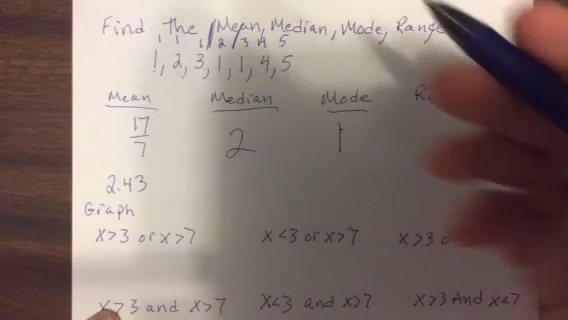 Find the Mean, Median, Mode, Range
1, 1, 1, 2, 3, 4, 5
1, 2, 3, 1, 1, 4, 5
Mean Median Mode
17/7 2 1
2.43
Graph
x>3 or x>7 x<3 or x>7 x>3
x>3 and x>7 x<3 and x>7 x>3 And x<7